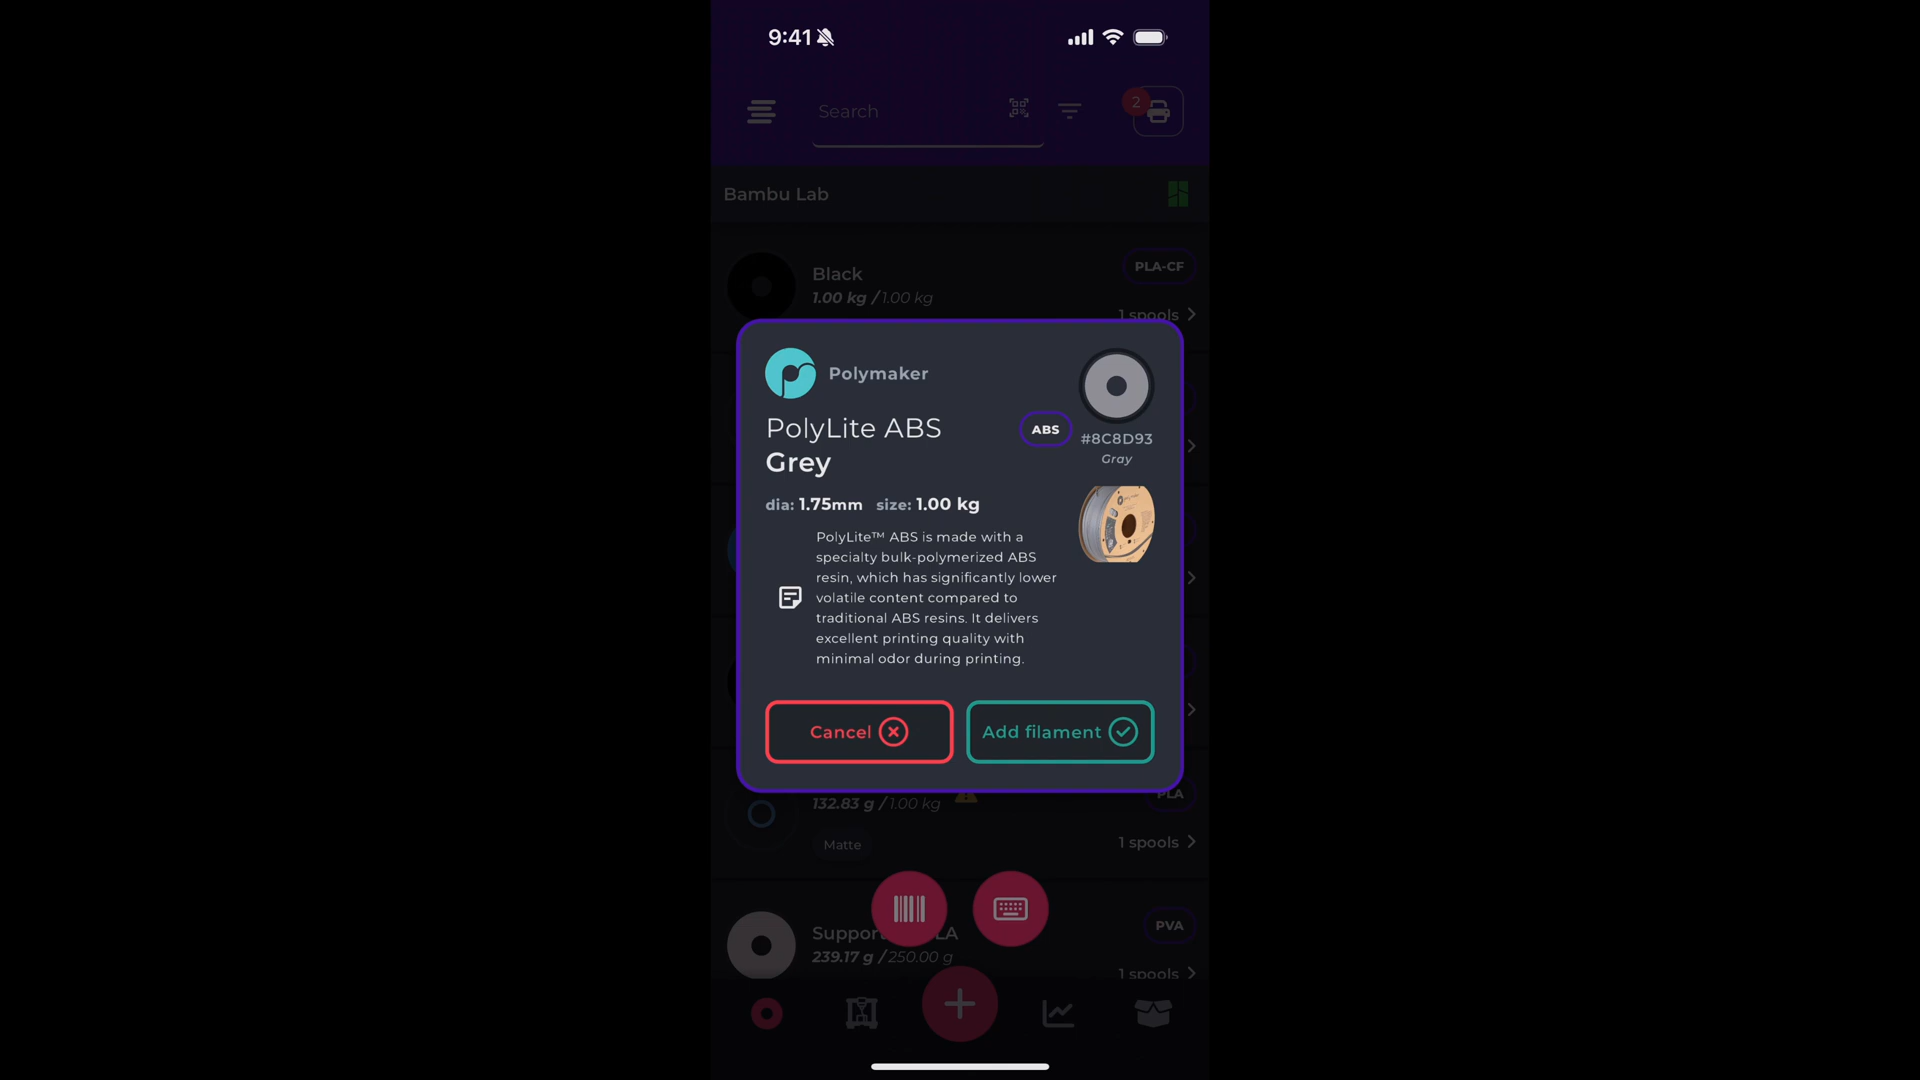 9:41
Search
2
Bambu Lab
Black
PLA-CF
1.00 kg / 1.00 kg
1 spools
Polymaker
PolyLite ABS
ABS
#8C8D93
Grey
Gray
dia: 1.75mm size: 1.00 kg
PolyLite™ ABS is made with a
specialty bulk-polymerized ABS
resin, which has significantly lower
volatile content compared to
traditional ABS resins. It delivers
excellent printing quality with
minimal odor during printing.
Cancel
Add filament
PLA
132.83 g / 1.00 kg
1 spools
Matte
PVA
239.17 g / 250.00 g
1 spools